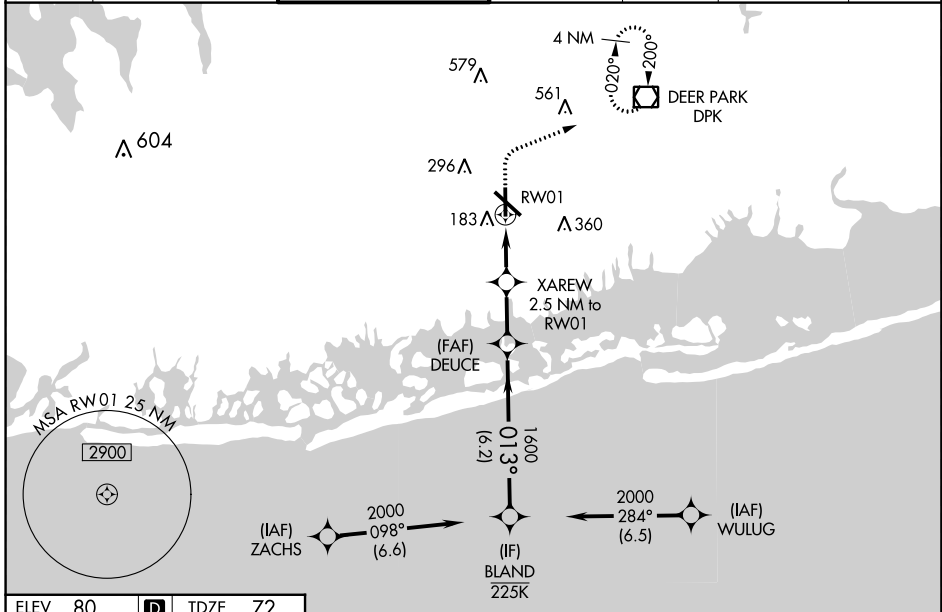 4 NM
020°
200°
DEER PARK
DPK
579
561
604
296
RW01
183
360
XAREW
2.5 NM to
RW01
(FAF)
DEUCE
MSA RW01 25 NM
2900
1600
013°
(6.2)
2000
098°
(6.6)
(IAF)
ZACHS
(IF)
BLAND
225K
2000
284°
(6.5)
(IAF)
WULUG
ELEV 80 D TDZE 72